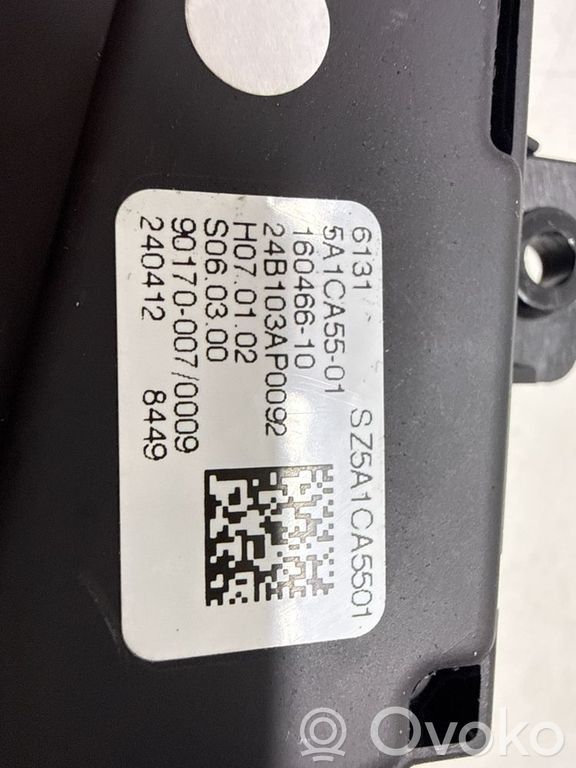 6131 SZ5A1CA5501
5A1CA55-01
160466-10
24B103AP0092
H07.01.02
S06.03.00
90170-007/0009
240412 8449
Ovoko